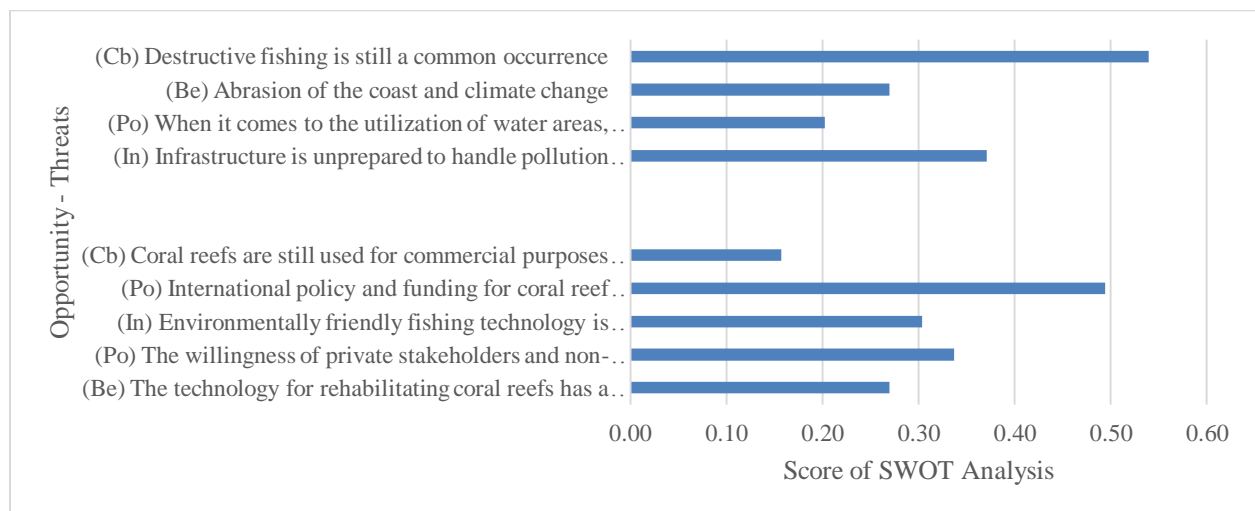 Opportunity - Threats
(Cb) Destructive fishing is still a common occurrence
(Be) Abrasion of the coast and climate change
(Po) When it comes to the utilization of water areas,..
(In) Infrastructure is unprepared to handle pollution..
(Cb) Coral reefs are still used for commercial purposes..
(Po) International policy and funding for coral reef..
(In) Environmentally friendly fishing technology is..
(Po) The willingness of private stakeholders and non-..
(Be) The technology for rehabilitating coral reefs has a..
0.00 0.10 0.20 0.30 0.40 0.50 0.60
Score of SWOT Analysis